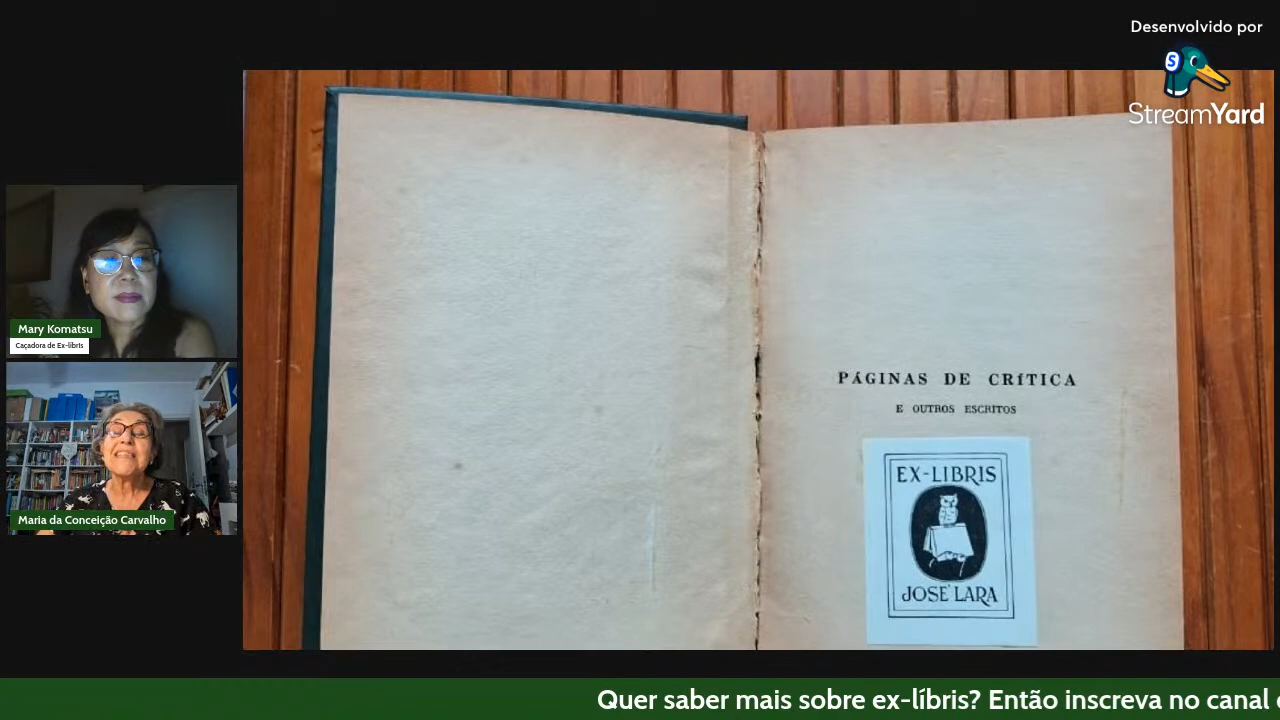 Desenvolvido por
StreamYard
Mary Komatsu
Caçadora de Ex-líbris
Maria da Conceição Carvalho
PÁGINAS DE CRÍTICA
E OUTROS ESCRITOS
EX-LIBRIS
JOSÉ LARA
Quer saber mais sobre ex-líbris? Então inscreva no canal